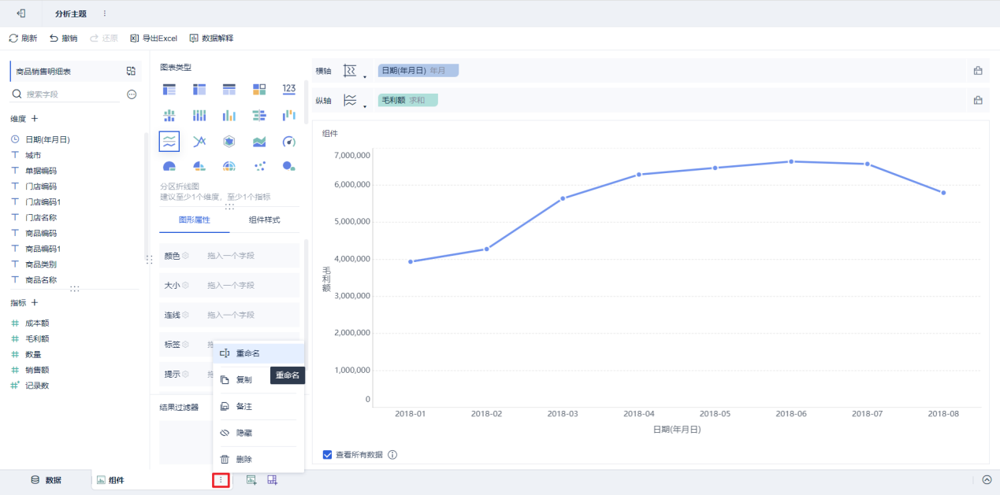 分析主题
刷新 撤销 还原 导出Excel 数据解释
商品销售明细表
搜索字段
维度
日期(年月日)
城市
单据编码
门店编码
门店编码1
门店名称
商品编码
商品编码1
商品类别
商品名称
指标
成本额
毛利额
数量
销售额
记录数
图表类型
123
分区折线图
建议至少1个维度，至少1个指标
图形属性 组件样式
颜色 拖入一个字段
大小 拖入一个字段
连线 拖入一个字段
标签
提示
结果过滤器
重命名
复制
重命名
备注
隐藏
删除
横轴 日期(年月日) 年月
纵轴 毛利额 求和
组件
7,000,000
6,000,000
5,000,000
4,000,000
3,000,000
2,000,000
1,000,000
0
毛利额
2018-01 2018-02 2018-03 2018-04 2018-05 2018-06 2018-07 2018-08
日期(年月日)
查看所有数据
数据 组件